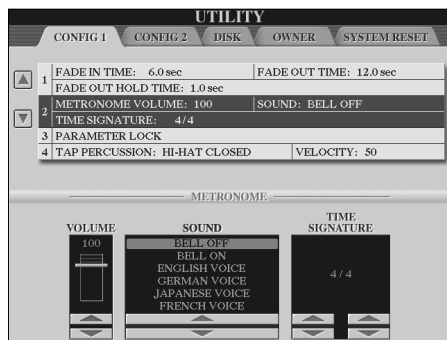 UTILITY
CONFIG 1 CONFIG 2 DISK OWNER SYSTEM RESET
1 FADE IN TIME: 6.0 sec FADE OUT TIME: 12.0 sec
FADE OUT HOLD TIME: 1.0 sec
2 METRONOME VOLUME: 100 SOUND: BELL OFF
TIME SIGNATURE: 4/4
3 PARAMETER LOCK
4 TAP PERCUSSION: HI-HAT CLOSED VELOCITY: 50
METRONOME
VOLUME SOUND TIME SIGNATURE
100 BELL OFF
BELL ON
ENGLISH VOICE
GERMAN VOICE
JAPANESE VOICE
FRENCH VOICE
4 / 4